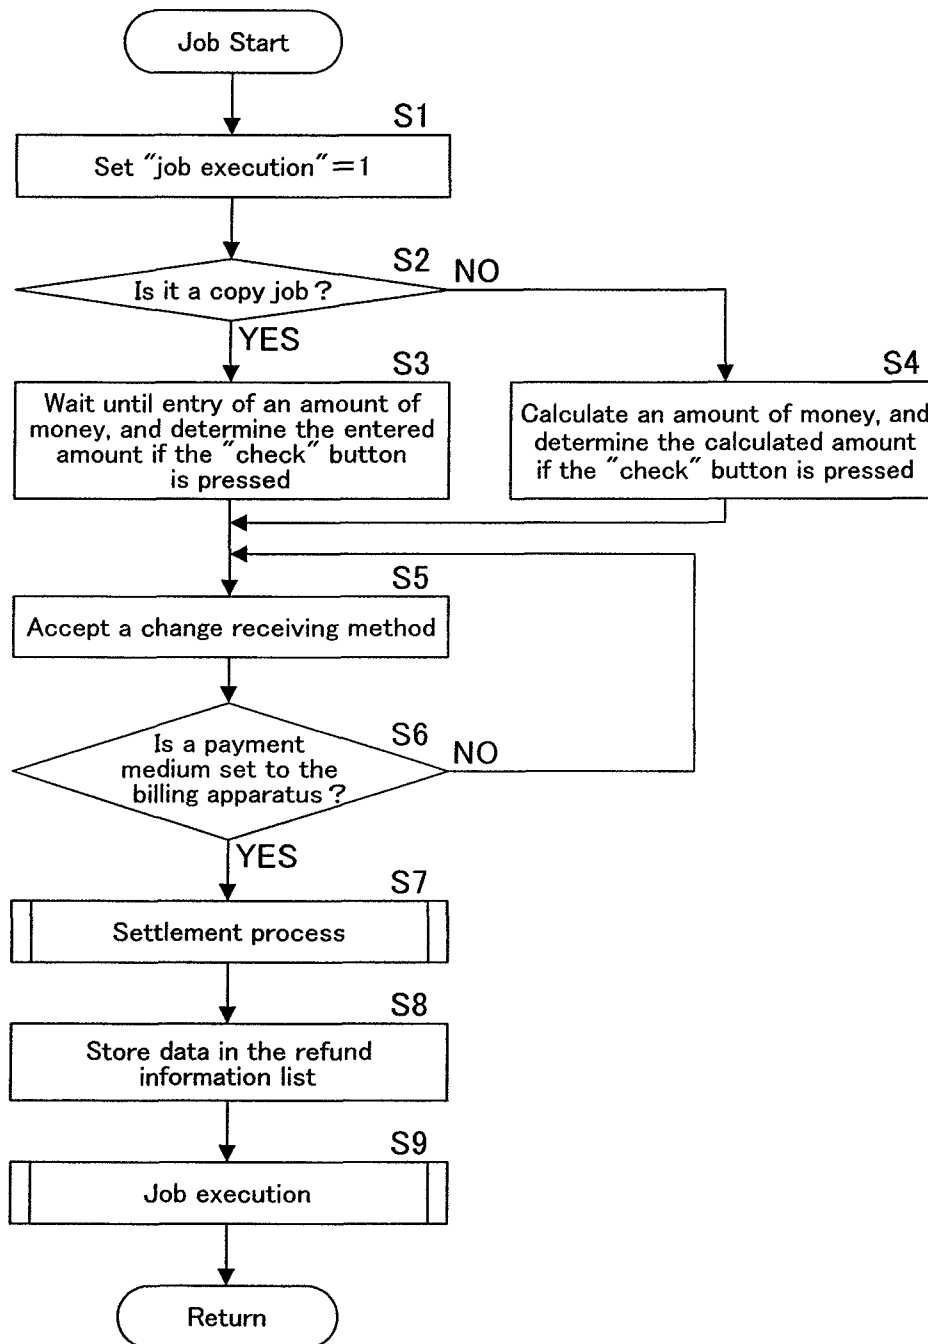 Job Start
S1
Set "job execution"=1
S2
NO
Is it a copy job?
YES
S3
Wait until entry of an amount of
money, and determine the entered
amount if the "check" button
is pressed
S4
Calculate an amount of money, and
determine the calculated amount
if the "check" button is pressed
S5
Accept a change receiving method
S6
NO
Is a payment
medium set to the
billing apparatus?
YES
S7
Settlement process
S8
Store data in the refund
information list
S9
Job execution
Return